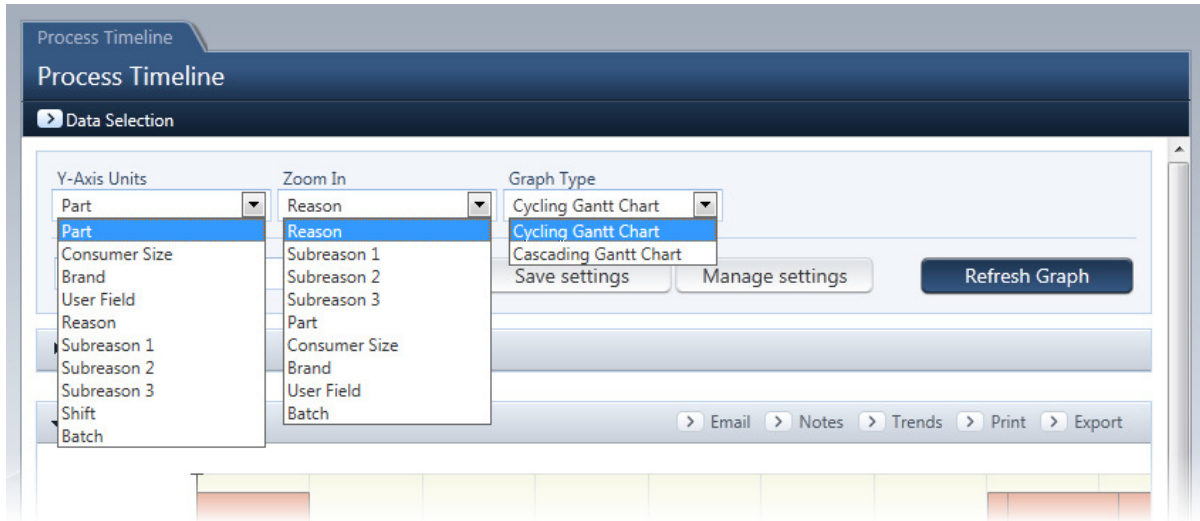 Process Timeline
Process Timeline
Data Selection
Y-Axis Units
Zoom In
Graph Type
Part
Reason
Cycling Gantt Chart
Part
Consumer Size
Brand
User Field
Reason
Subreason 1
Subreason 2
Subreason 3
Shift
Batch
Reason
Subreason 1
Subreason 2
Subreason 3
Part
Consumer Size
Brand
User Field
Batch
Cycling Gantt Chart
Cascading Gantt Chart
Save settings
Manage settings
Refresh Graph
Email
Notes
Trends
Print
Export